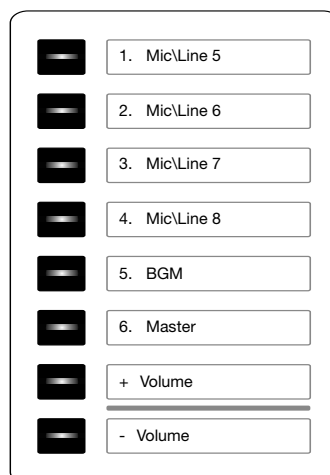 1. Mic\Line 5
2. Mic\Line 6
3. Mic\Line 7
4. Mic\Line 8
5. BGM
6. Master
+ Volume
- Volume